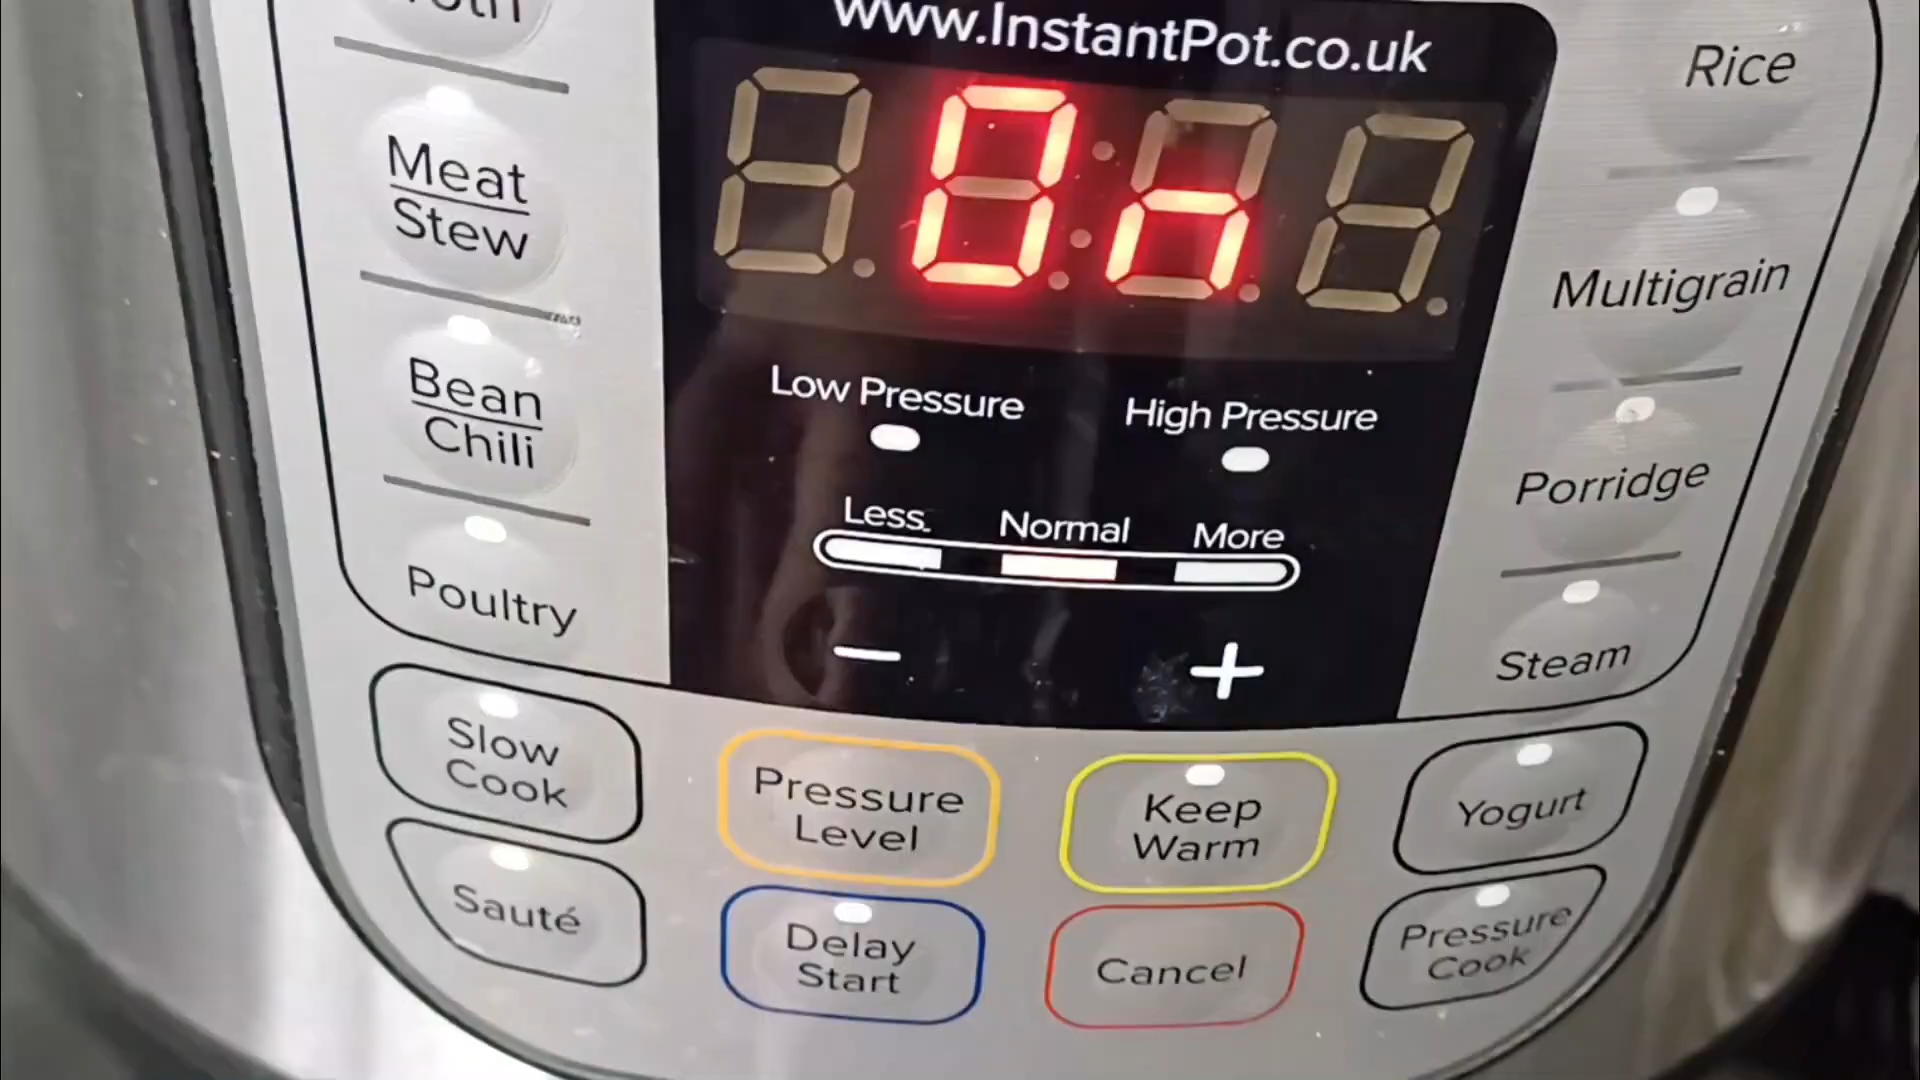 www.InstantPot.co.uk
On
Low Pressure
High Pressure
Less
Normal
More
−
+
Meat
Stew
Bean
Chili
Poultry
Rice
Multigrain
Porridge
Steam
Slow
Cook
Sauté
Pressure
Level
Delay
Start
Keep
Warm
Cancel
Yogurt
Pressure
Cook